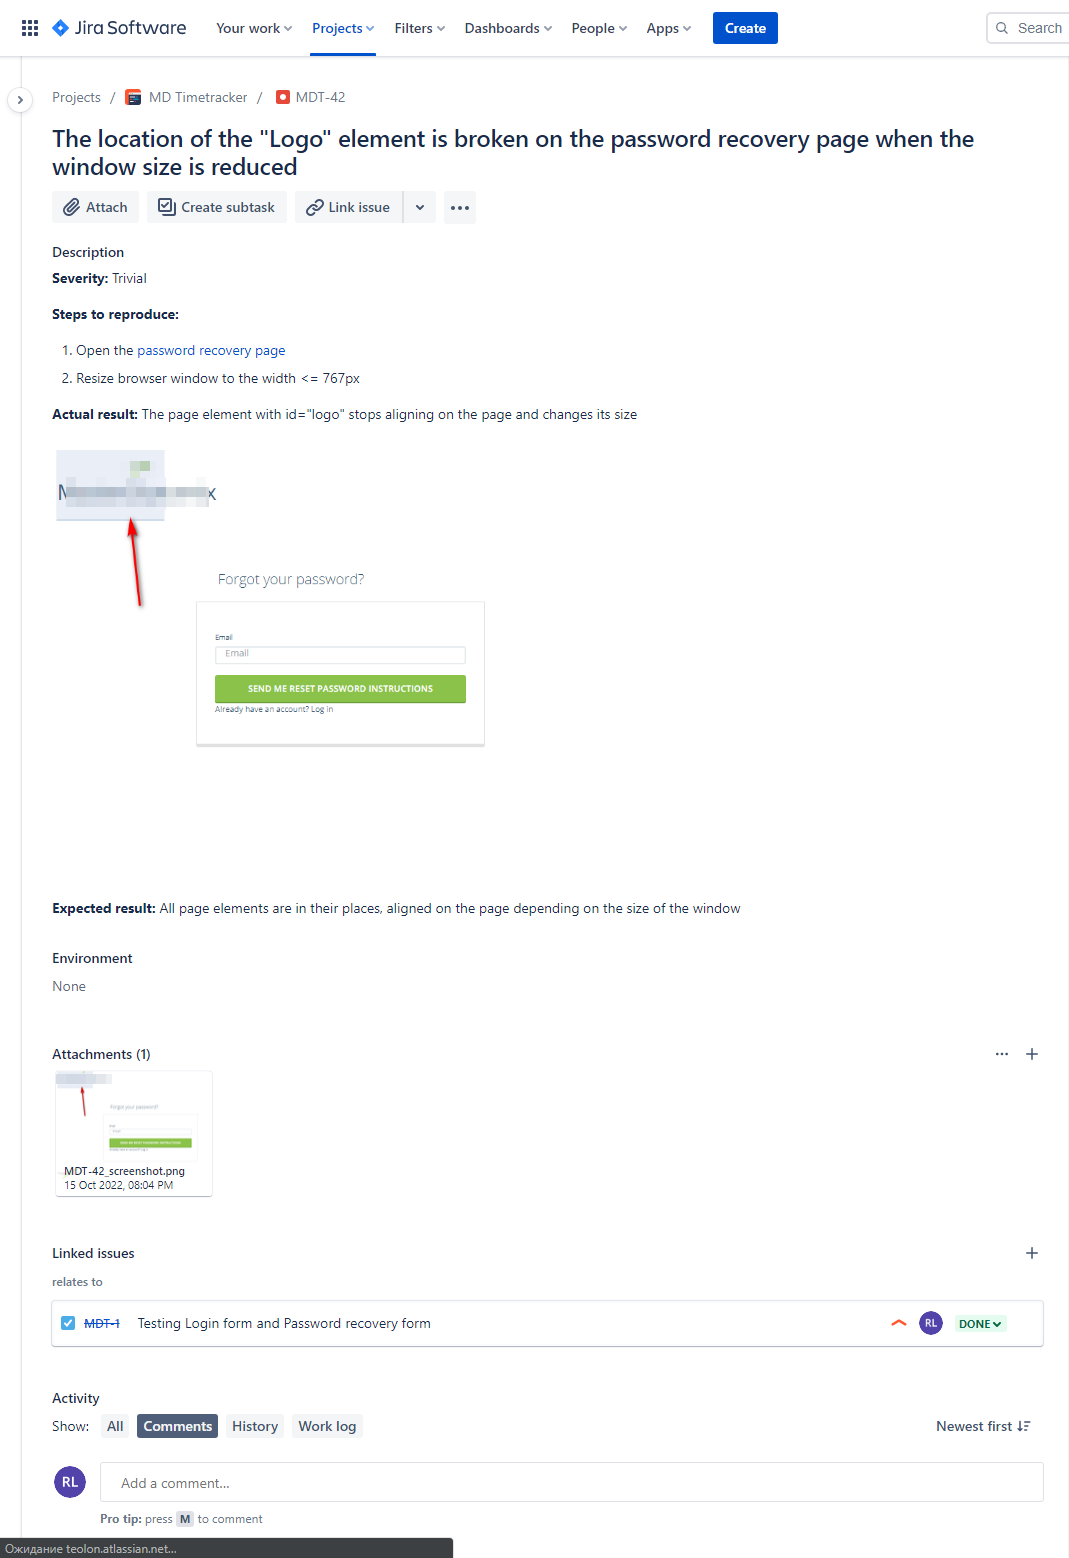 Jira Software
Your work Projects Filters Dashboards People Apps Create Search
Projects / MD Timetracker / MDT-42
The location of the "Logo" element is broken on the password recovery page when the
window size is reduced
Attach Create subtask Link issue
Description
Severity: Trivial
Steps to reproduce:
1. Open the password recovery page
2. Resize browser window to the width <= 767px
Actual result: The page element with id="logo" stops aligning on the page and changes its size
Forgot your password?
Email
Email
SEND ME RESET PASSWORD INSTRUCTIONS
Already have an account? Log in
Expected result: All page elements are in their places, aligned on the page depending on the size of the window
Environment
None
Attachments (1)
Forgot your password?
SEND ME RESET PASSWORD INSTRUCTIONS
MDT-42_screenshot.png
15 Oct 2022, 08:04 PM
Linked issues
relates to
MDT-1 Testing Login form and Password recovery form RL DONE
Activity
Show: All Comments History Work log Newest first
RL Add a comment...
Pro tip: press M to comment
Ожидание teolon.atlassian.net...